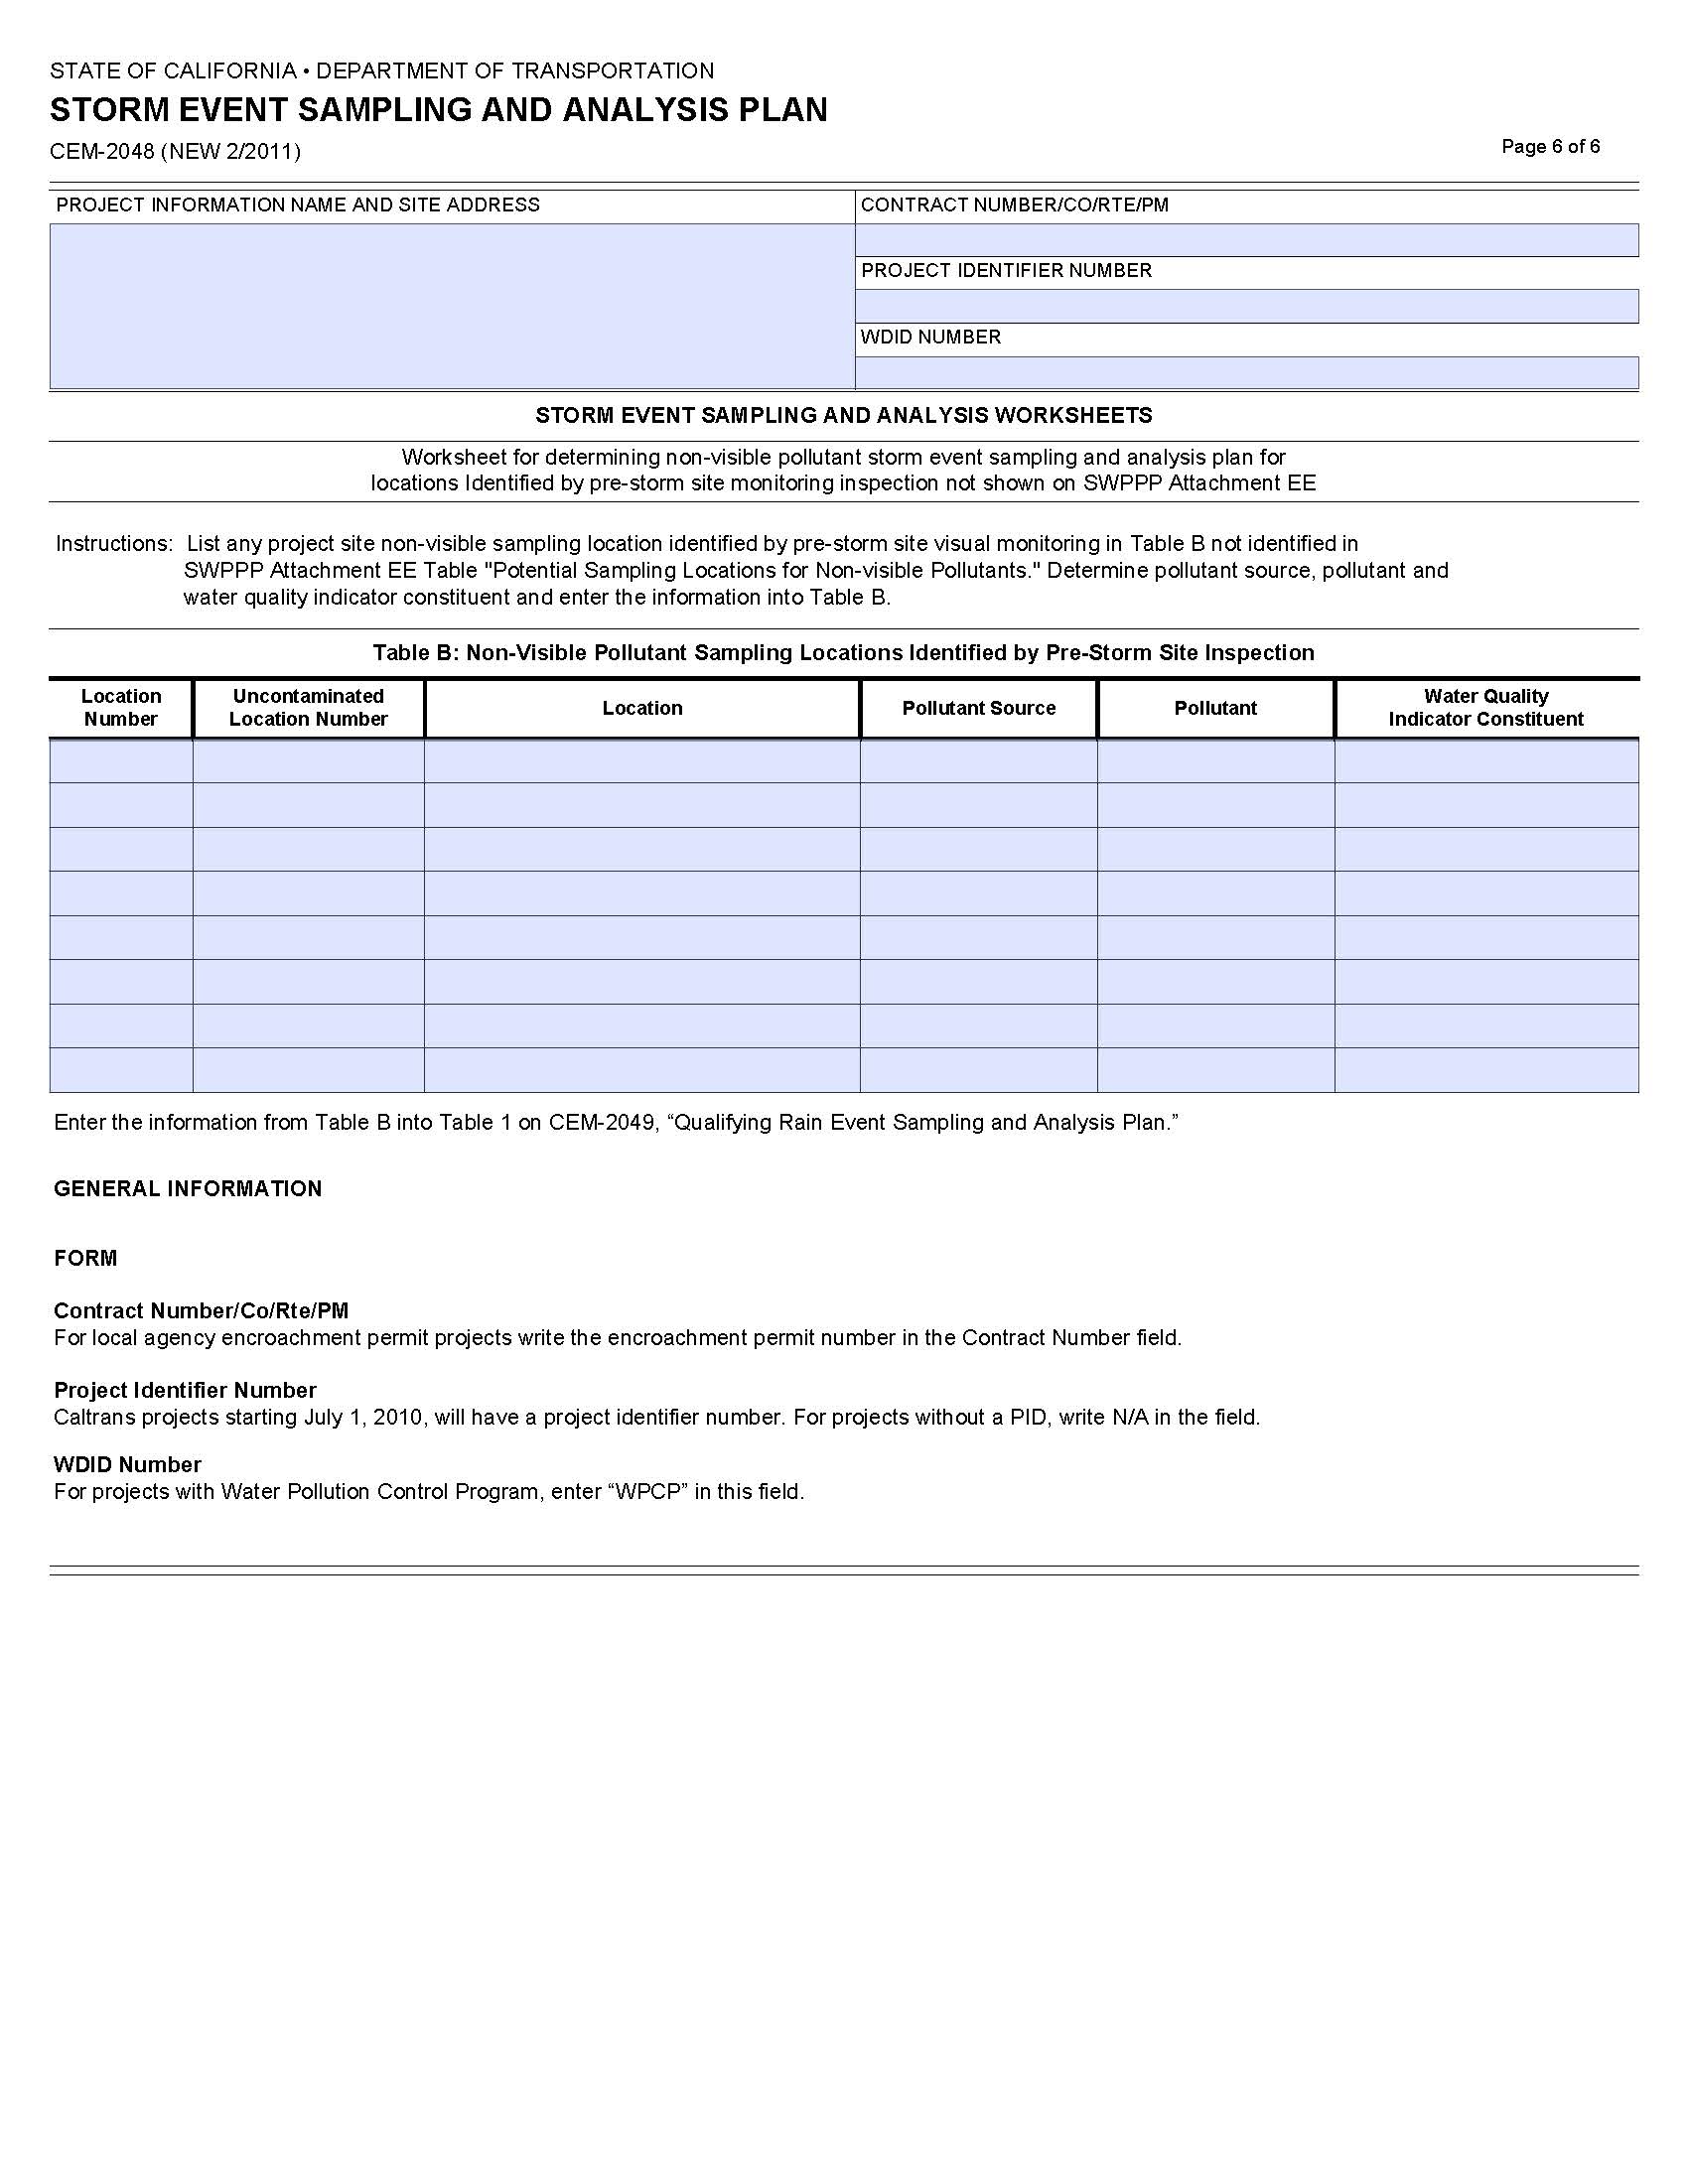 STATE OF CALIFORNIA • DEPARTMENT OF TRANSPORTATION
STORM EVENT SAMPLING AND ANALYSIS PLAN
CEM-2048 (NEW 2/2011)
Page 6 of 6
PROJECT INFORMATION NAME AND SITE ADDRESS
CONTRACT NUMBER/CO/RTE/PM
PROJECT IDENTIFIER NUMBER
WDID NUMBER
STORM EVENT SAMPLING AND ANALYSIS WORKSHEETS
Worksheet for determining non-visible pollutant storm event sampling and analysis plan for
locations Identified by pre-storm site monitoring inspection not shown on SWPPP Attachment EE
Instructions: List any project site non-visible sampling location identified by pre-storm site visual monitoring in Table B not identified in
SWPPP Attachment EE Table "Potential Sampling Locations for Non-visible Pollutants." Determine pollutant source, pollutant and
water quality indicator constituent and enter the information into Table B.
Table B: Non-Visible Pollutant Sampling Locations Identified by Pre-Storm Site Inspection
Location
Number
Uncontaminated
Location Number
Location
Pollutant Source
Pollutant
Water Quality
Indicator Constituent
Enter the information from Table B into Table 1 on CEM-2049, “Qualifying Rain Event Sampling and Analysis Plan.”
GENERAL INFORMATION
FORM
Contract Number/Co/Rte/PM
For local agency encroachment permit projects write the encroachment permit number in the Contract Number field.
Project Identifier Number
Caltrans projects starting July 1, 2010, will have a project identifier number. For projects without a PID, write N/A in the field.
WDID Number
For projects with Water Pollution Control Program, enter “WPCP” in this field.